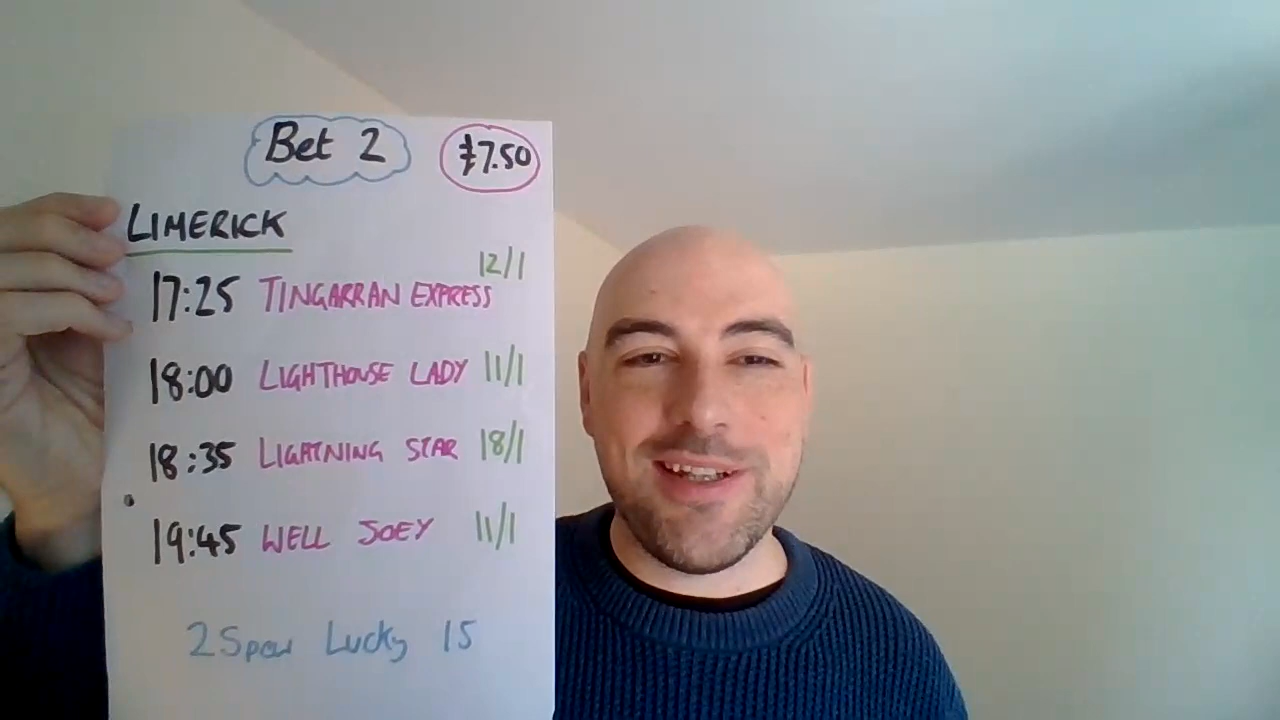 Bet 2
£7.50
LIMERICK
17:25 TINGARRAN EXPRESS 12/1
18:00 LIGHTHOUSE LADY 11/1
18:35 LIGHTNING STAR 18/1
19:45 WELL JOEY 11/1
Lucky 15